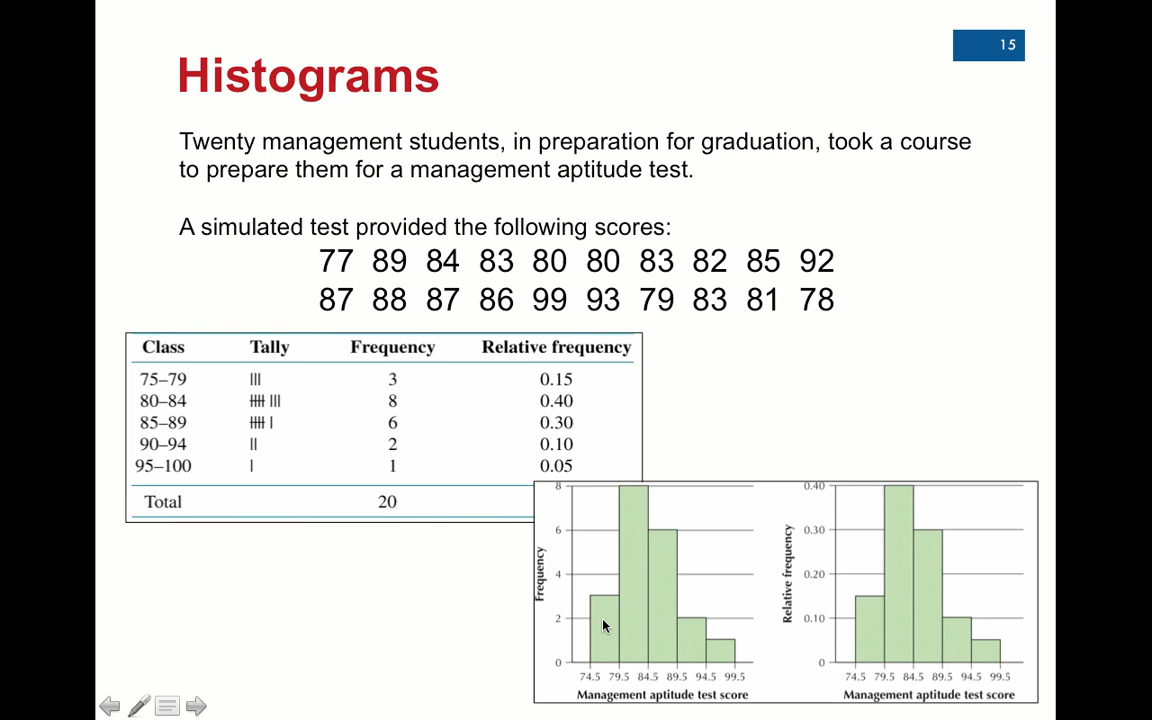 15
Histograms
Twenty management students, in preparation for graduation, took a course
to prepare them for a management aptitude test.
A simulated test provided the following scores:
77 89 84 83 80 80 83 82 85 92
87 88 87 86 99 93 79 83 81 78
Class Tally Frequency Relative frequency
75–79 3 0.15
80–84 8 0.40
85–89 6 0.30
90–94 2 0.10
95–100 1 0.05
Total 20
Frequency
8
6
4
2
0
74.5 79.5 84.5 89.5 94.5 99.5
Management aptitude test score
Relative frequency
0.40
0.30
0.20
0.10
0
74.5 79.5 84.5 89.5 94.5 99.5
Management aptitude test score